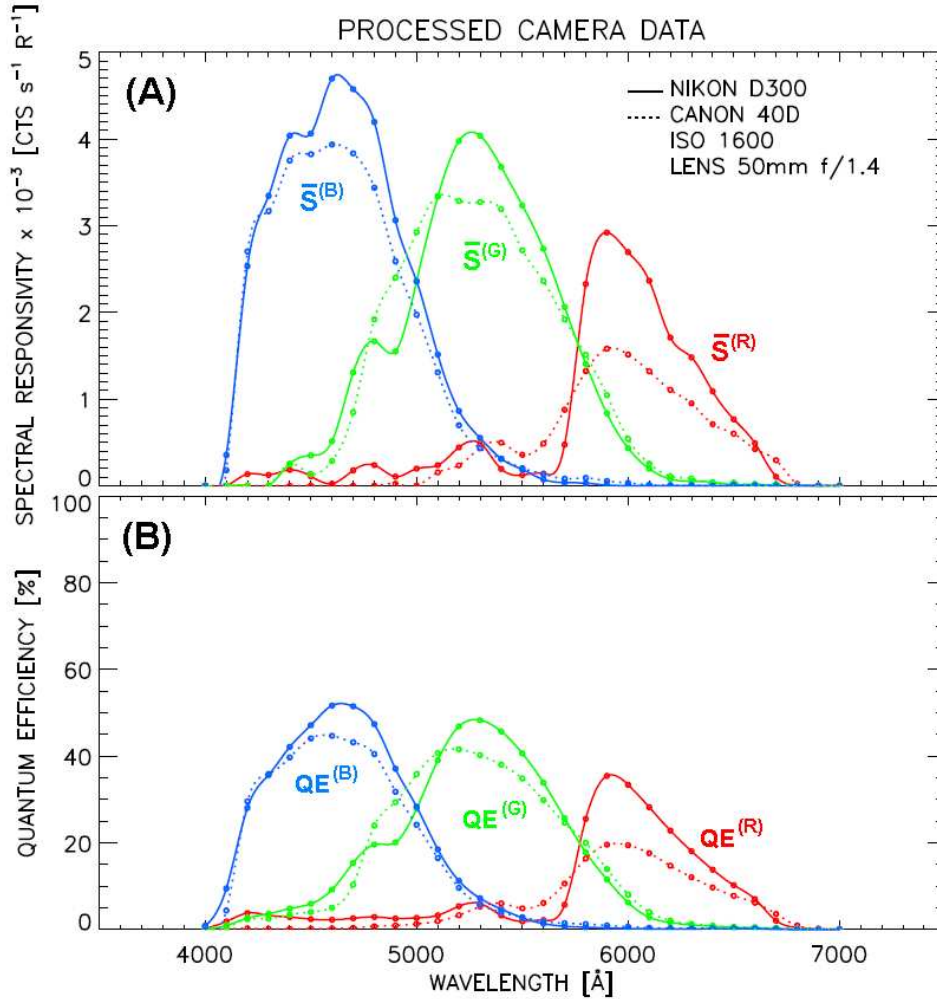 PROCESSED CAMERA DATA
SPECTRAL RESPONSIVITY x 10⁻³ [CTS s⁻¹ R⁻¹]
5
4
3
2
1
0
(A)
NIKON D300
CANON 40D
ISO 1600
LENS 50mm f/1.4
S̅(B)
S̅(G)
S̅(R)
QUANTUM EFFICIENCY [%]
100
80
60
40
20
0
(B)
QE(B)
QE(G)
QE(R)
4000 5000 6000 7000
WAVELENGTH [Å]